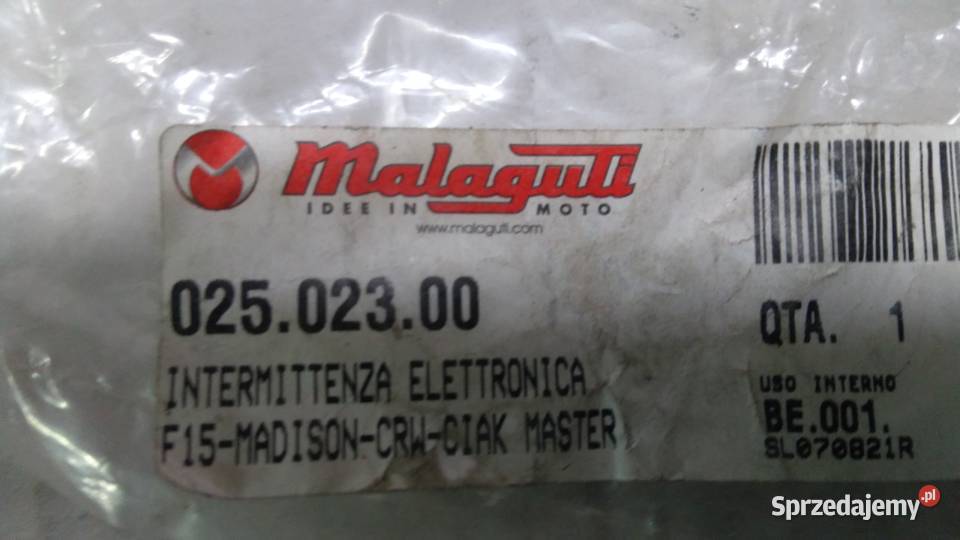 Malaguti
IDEE IN MOTO
www.malaguti.com
025.023.00
QTA. 1
INTERMITTENZA ELETTRONICA
F15-MADISON-CRW-CIAK MASTER
USO INTERNO
BE.001.
SL070821R
Sprzedajemy.pl